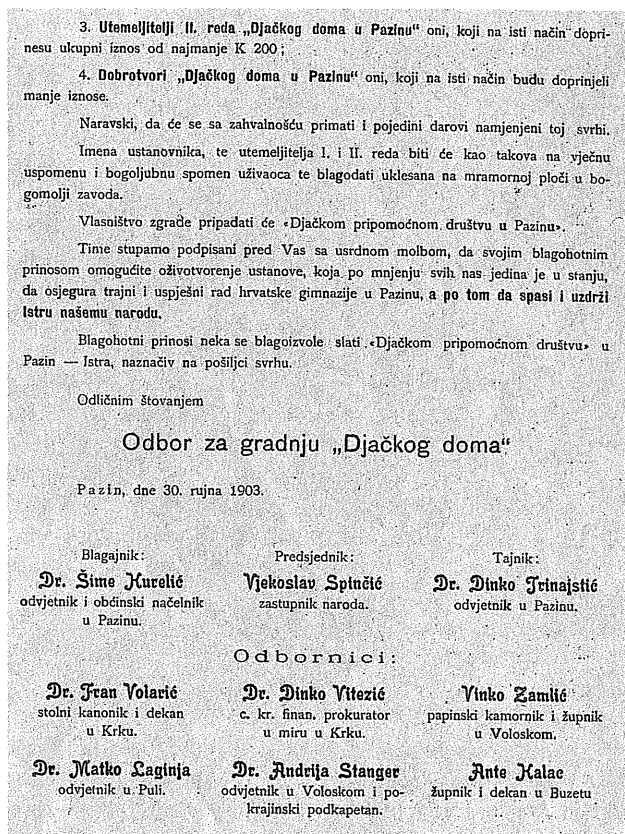 3. Utemeljitelji II. reda „Djačkog doma u Pazinu“ oni, koji na isti način dopri-
nesu ukupni iznos od najmanje K 200;
4. Dobrotvori „Djačkog doma u Pazinu“ oni, koji na isti način budu doprinjeli
manje iznose.
Naravski, da će se sa zahvalnošću primati i pojedini darovi namjenjeni toj svrhi.
Imena ustanovnika, te utemeljitelja I. i II. reda biti će kao takova na vječnu
uspomenu i bogoljubnu spomen uživaoca te blagodati uklesana na mramornoj ploči u bo-
gomolji zavoda.
Vlasništvo zgrade pripadati će «Djačkom pripomoćnom društvu u Pazinu».
Time stupamo podpisani pred Vas sa usrdnom molbom, da svojim blagohotnim
prinosom omogućite oživotvorenje ustanove, koja po mnjenju svih nas jedina je u stanju,
da osjegura trajni i uspješni rad hrvatske gimnazije u Pazinu, a po tom da spasi i uzdrži
Istru našemu narodu.
Blagohotni prinosi neka se blagoizvole slati «Djačkom pripomoćnom društvu» u
Pazin — Istra, naznačiv na pošiljci svrhu.
Odličnim štovanjem
Odbor za gradnju „Djačkog doma“
Pazin, dne 30. rujna 1903.
Blagajnik: Predsjednik: Tajnik:
Dr. Šime Kurelić Vjekoslav Spinčić Dr. Dinko Trinajstić
odvjetnik i obćinski načelnik zastupnik naroda. odvjetnik u Pazinu.
u Pazinu.
Odbornici:
Dr. Fran Volarić Dr. Dinko Vitezić Vinko Zamlić
stolni kanonik i dekan c. kr. finan. prokurator papinski kamornik i župnik
u Krku. u miru u Krku. u Voloskom.
Dr. Matko Laginja Dr. Andrija Stanger Ante Kalac
odvjetnik u Puli. odvjetnik u Voloskom i po- župnik i dekan u Buzetu
krajinski podkapetan.